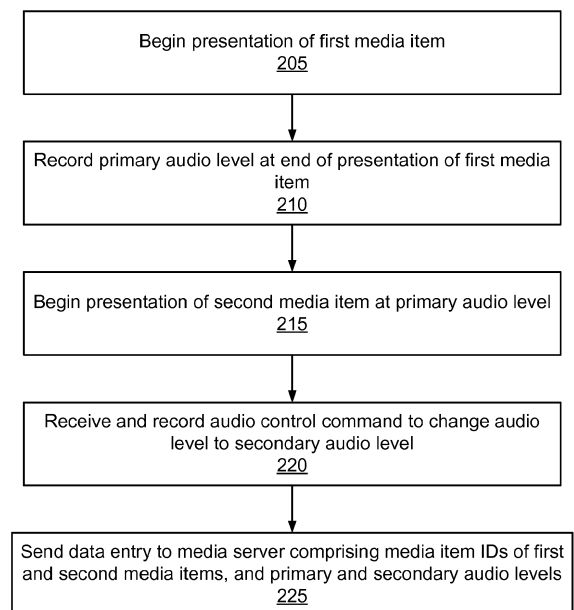 Begin presentation of first media item
205
Record primary audio level at end of presentation of first media
item
210
Begin presentation of second media item at primary audio level
215
Receive and record audio control command to change audio
level to secondary audio level
220
Send data entry to media server comprising media item IDs of first
and second media items, and primary and secondary audio levels
225